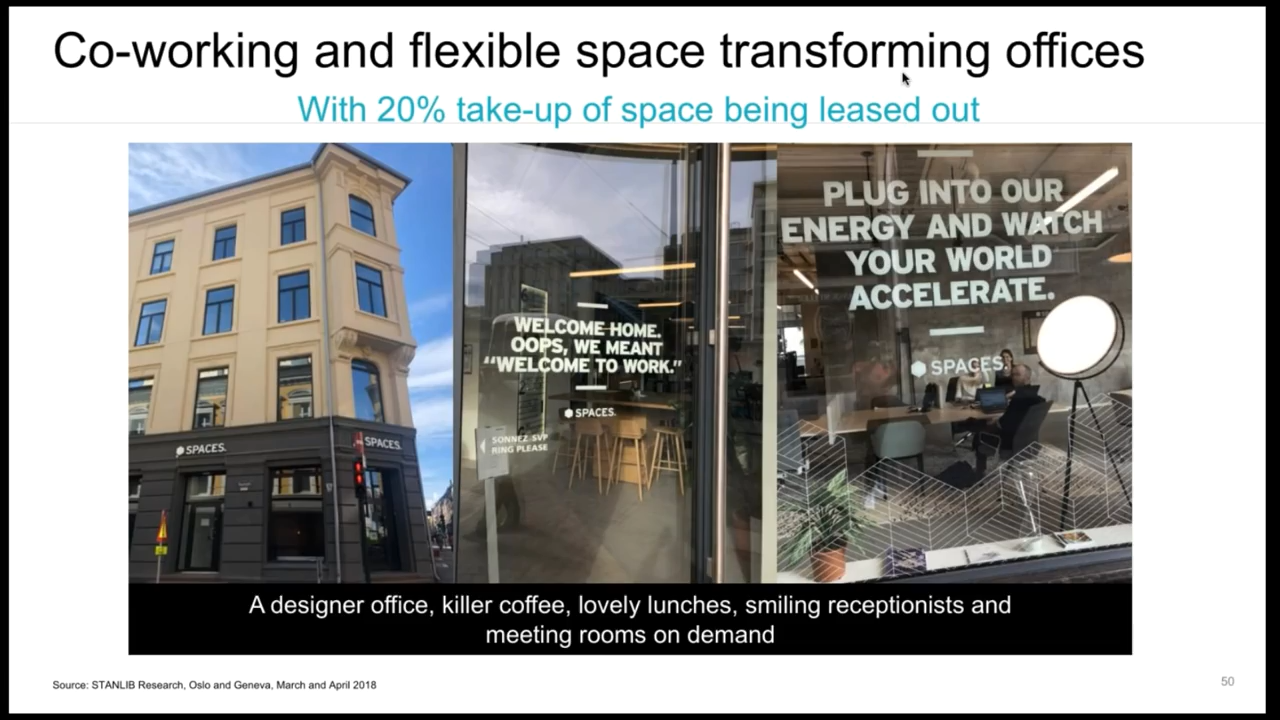 Co-working and flexible space transforming offices
With 20% take-up of space being leased out
SPACES.
SPACES.
WELCOME HOME.
OOPS, WE MEANT
“WELCOME TO WORK.”
SPACES.
SONNEZ SVP
RING PLEASE
PLUG INTO OUR
ENERGY AND WATCH
YOUR WORLD
ACCELERATE.
SPACES.
A designer office, killer coffee, lovely lunches, smiling receptionists and
meeting rooms on demand
Source: STANLIB Research, Oslo and Geneva, March and April 2018
50